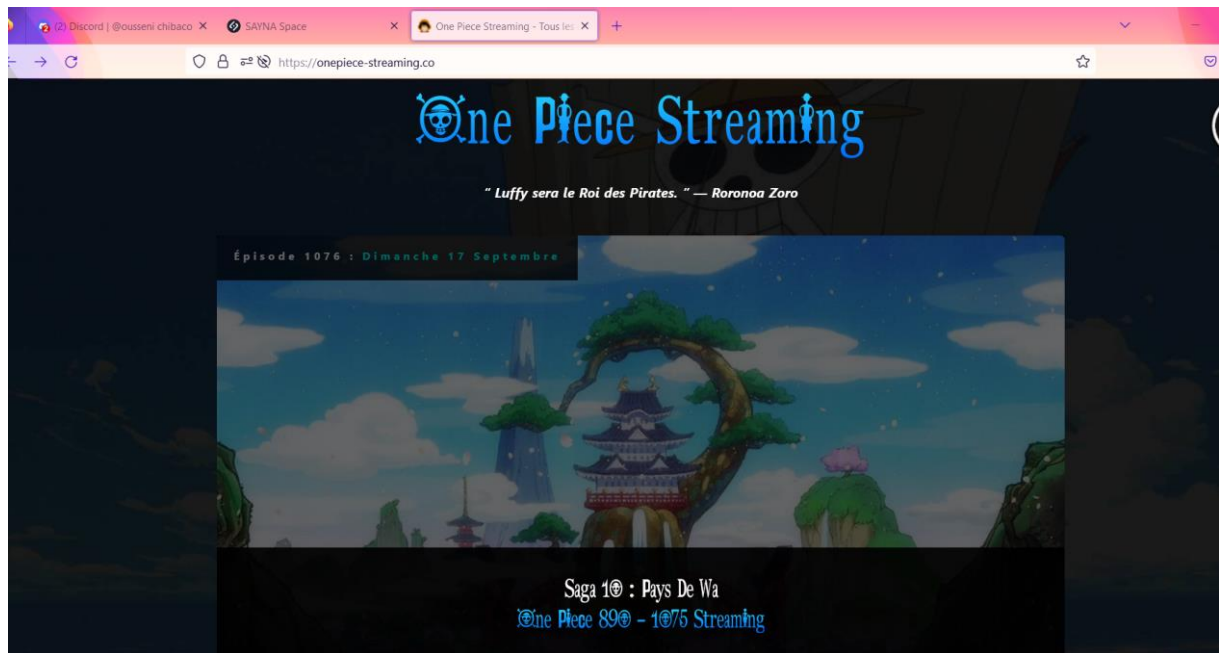 (2) Discord | @ousseni chibaco
SAYNA Space
One Piece Streaming - Tous les
https://onepiece-streaming.co
One Piece Streaming
" Luffy sera le Roi des Pirates. " — Roronoa Zoro
Épisode 1076 : Dimanche 17 Septembre
Saga 10 : Pays De Wa
One Piece 890 - 1075 Streaming